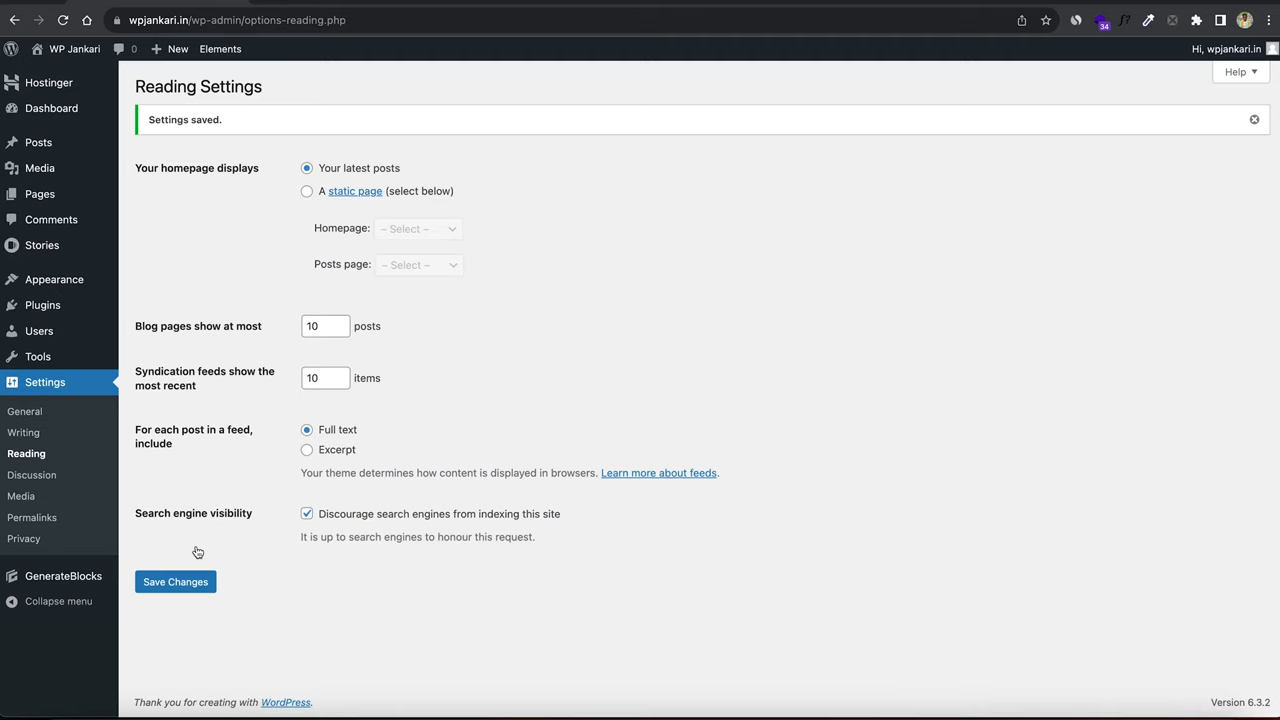 wpjankari.in/wp-admin/options-reading.php
34
WP Jankari 0 New Elements Hi, wpjankari.in
Help
Hostinger
Dashboard
Posts
Media
Pages
Comments
Stories
Appearance
Plugins
Users
Tools
Settings
General
Writing
Reading
Discussion
Media
Permalinks
Privacy
GenerateBlocks
Collapse menu
Reading Settings
Settings saved.
Your homepage displays Your latest posts
A static page (select below)
Homepage: – Select –
Posts page: – Select –
Blog pages show at most 10 posts
Syndication feeds show the
most recent 10 items
For each post in a feed,
include Full text
Excerpt
Your theme determines how content is displayed in browsers. Learn more about feeds.
Search engine visibility Discourage search engines from indexing this site
It is up to search engines to honour this request.
Save Changes
Thank you for creating with WordPress. Version 6.3.2